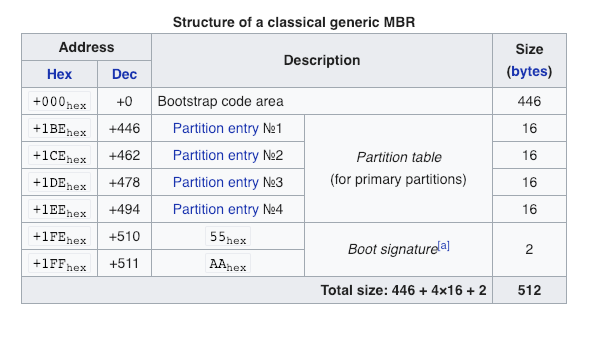 Structure of a classical generic MBR
Address Description Size (bytes)
Hex Dec
+000hex +0 Bootstrap code area 446
+1BEhex +446 Partition entry №1 Partition table (for primary partitions) 16
+1CEhex +462 Partition entry №2 16
+1DEhex +478 Partition entry №3 16
+1EEhex +494 Partition entry №4 16
+1FEhex +510 55hex Boot signature[a] 2
+1FFhex +511 AAhex
Total size: 446 + 4×16 + 2 512